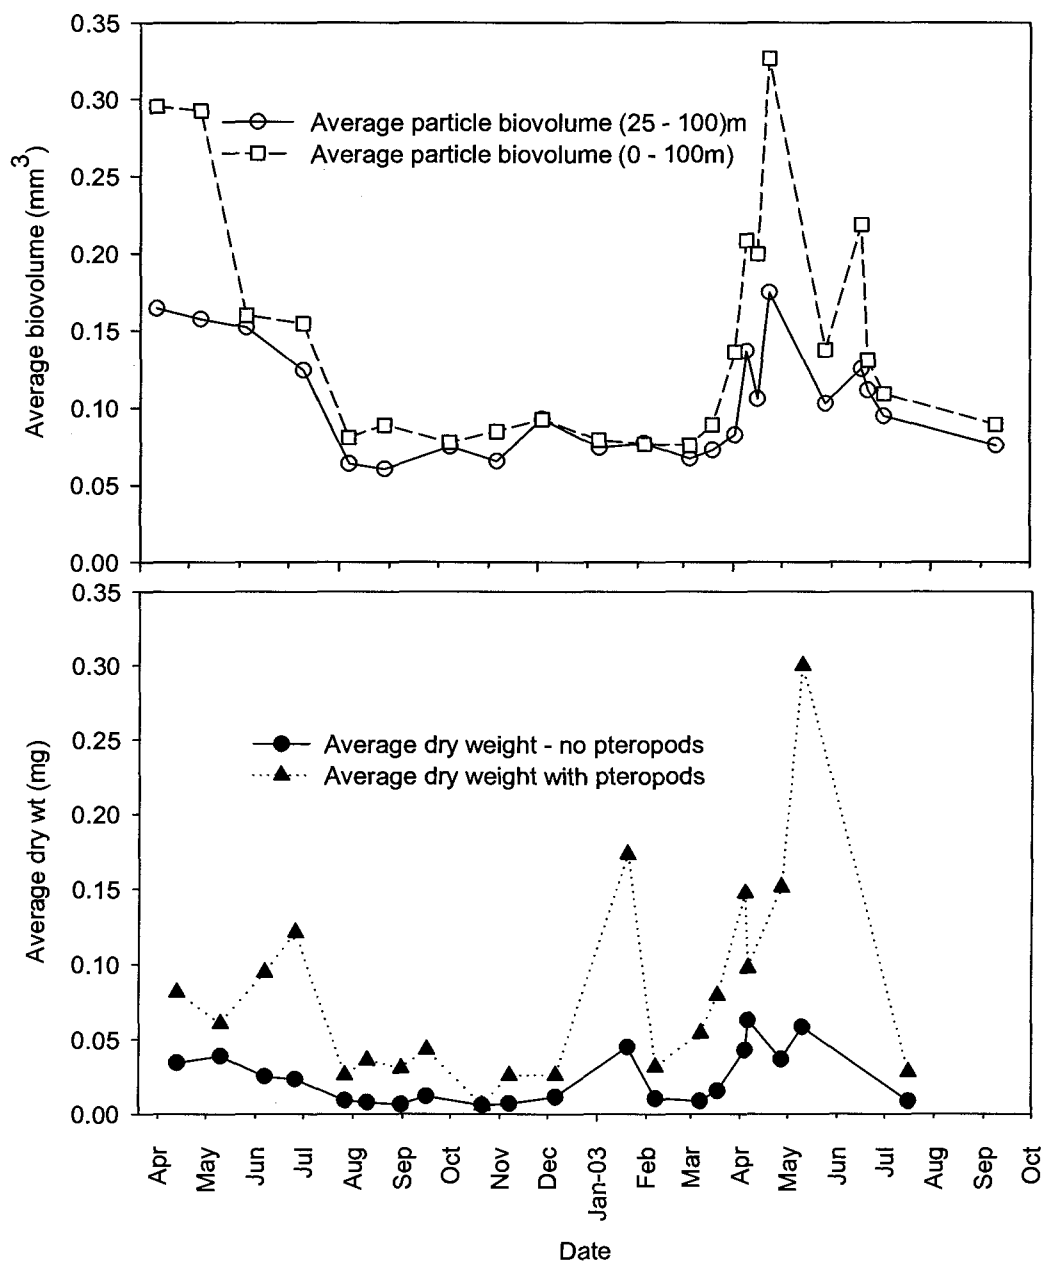 0.35
0.30
0.25
0.20
0.15
0.10
0.05
0.00
Average biovolume (mm3)
Average particle biovolume (25 - 100)m
Average particle biovolume (0 - 100m)
0.35
0.30
0.25
0.20
0.15
0.10
0.05
0.00
Average dry wt (mg)
Average dry weight - no pteropods
Average dry weight with pteropods
Apr May Jun Jul Aug Sep Oct Nov Dec Jan-03 Feb Mar Apr May Jun Jul Aug Sep Oct
Date